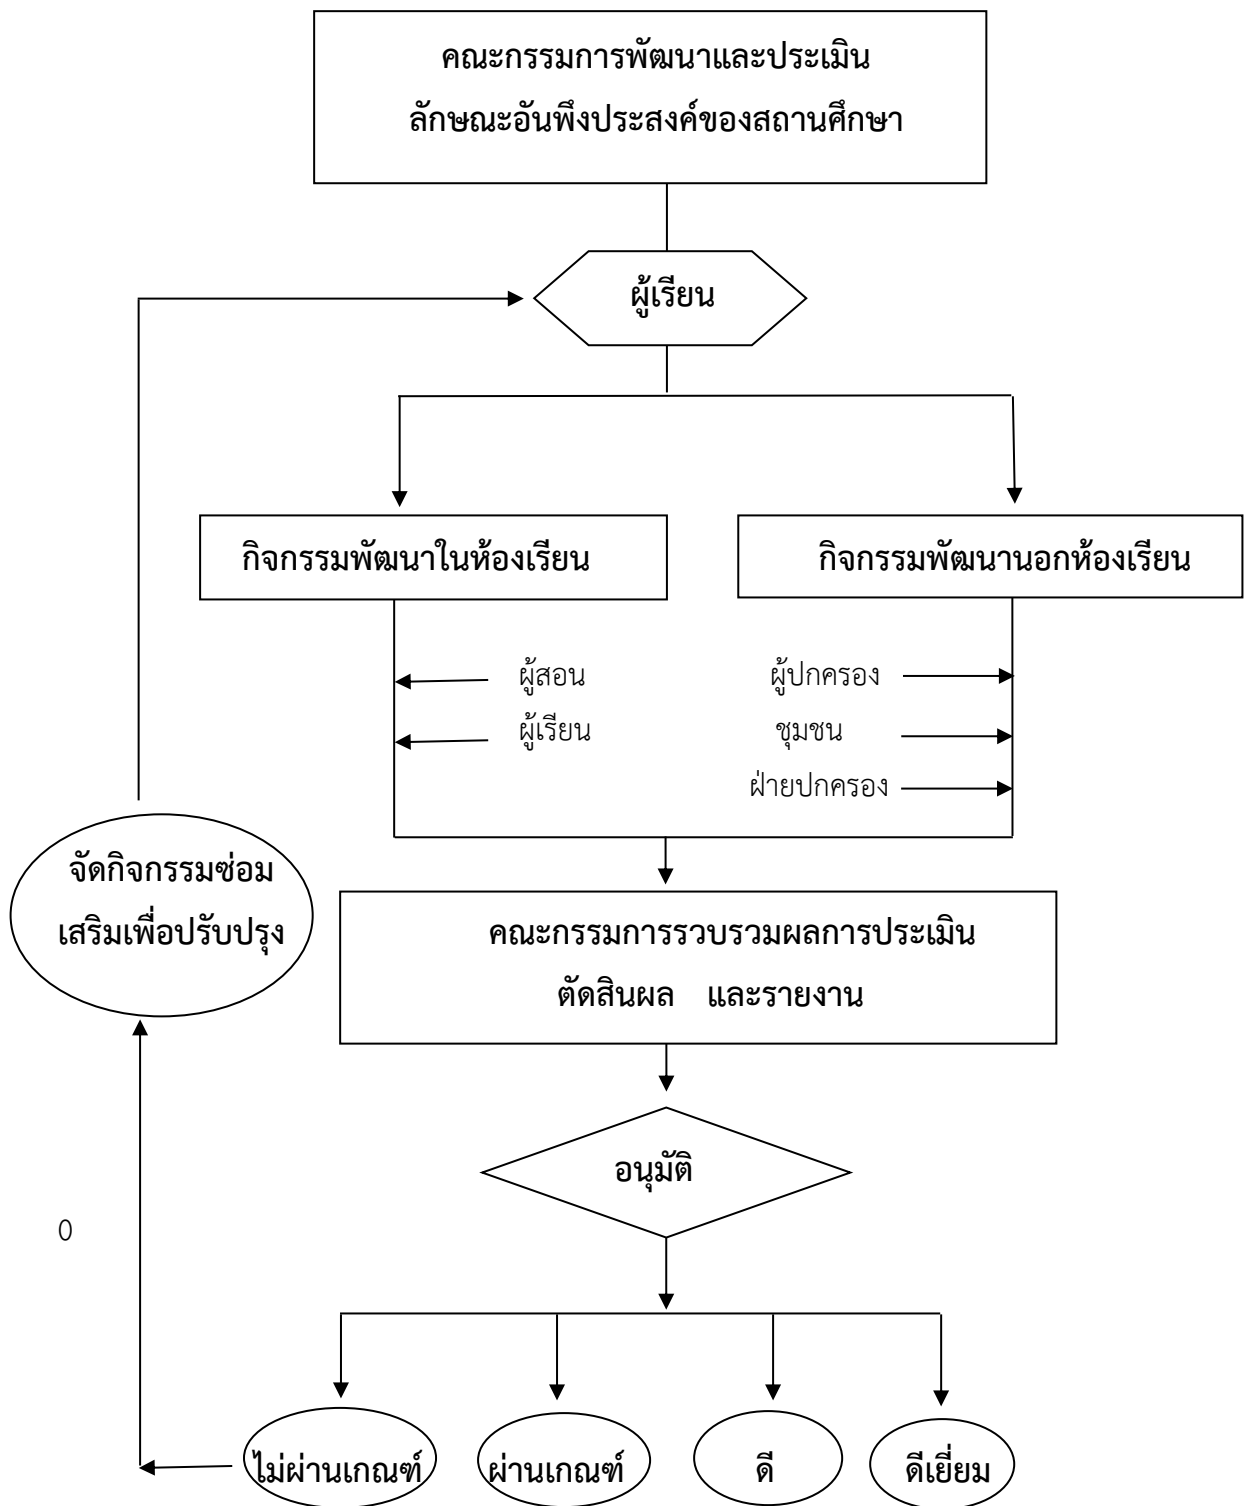 คณะกรรมการพัฒนาและประเมิน
ลักษณะอันพึงประสงค์ของสถานศึกษา
ผู้เรียน
กิจกรรมพัฒนาในห้องเรียน
กิจกรรมพัฒนานอกห้องเรียน
ผู้สอน
ผู้เรียน
ผู้ปกครอง
ชุมชน
ฝ่ายปกครอง
จัดกิจกรรมซ่อม
เสริมเพื่อปรับปรุง
คณะกรรมการรวบรวมผลการประเมิน
ตัดสินผล และรายงาน
อนุมัติ
0
ไม่ผ่านเกณฑ์
ผ่านเกณฑ์
ดี
ดีเยี่ยม